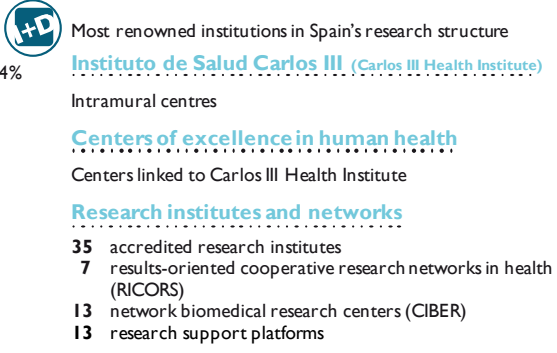 I+D
Most renowned institutions in Spain's research structure
4%
Instituto de Salud Carlos III (Carlos III Health Institute)
Intramural centres
Centers of excellence in human health
Centers linked to Carlos III Health Institute
Research institutes and networks
35 accredited research institutes
7 results-oriented cooperative research networks in health
(RICORS)
13 network biomedical research centers (CIBER)
13 research support platforms